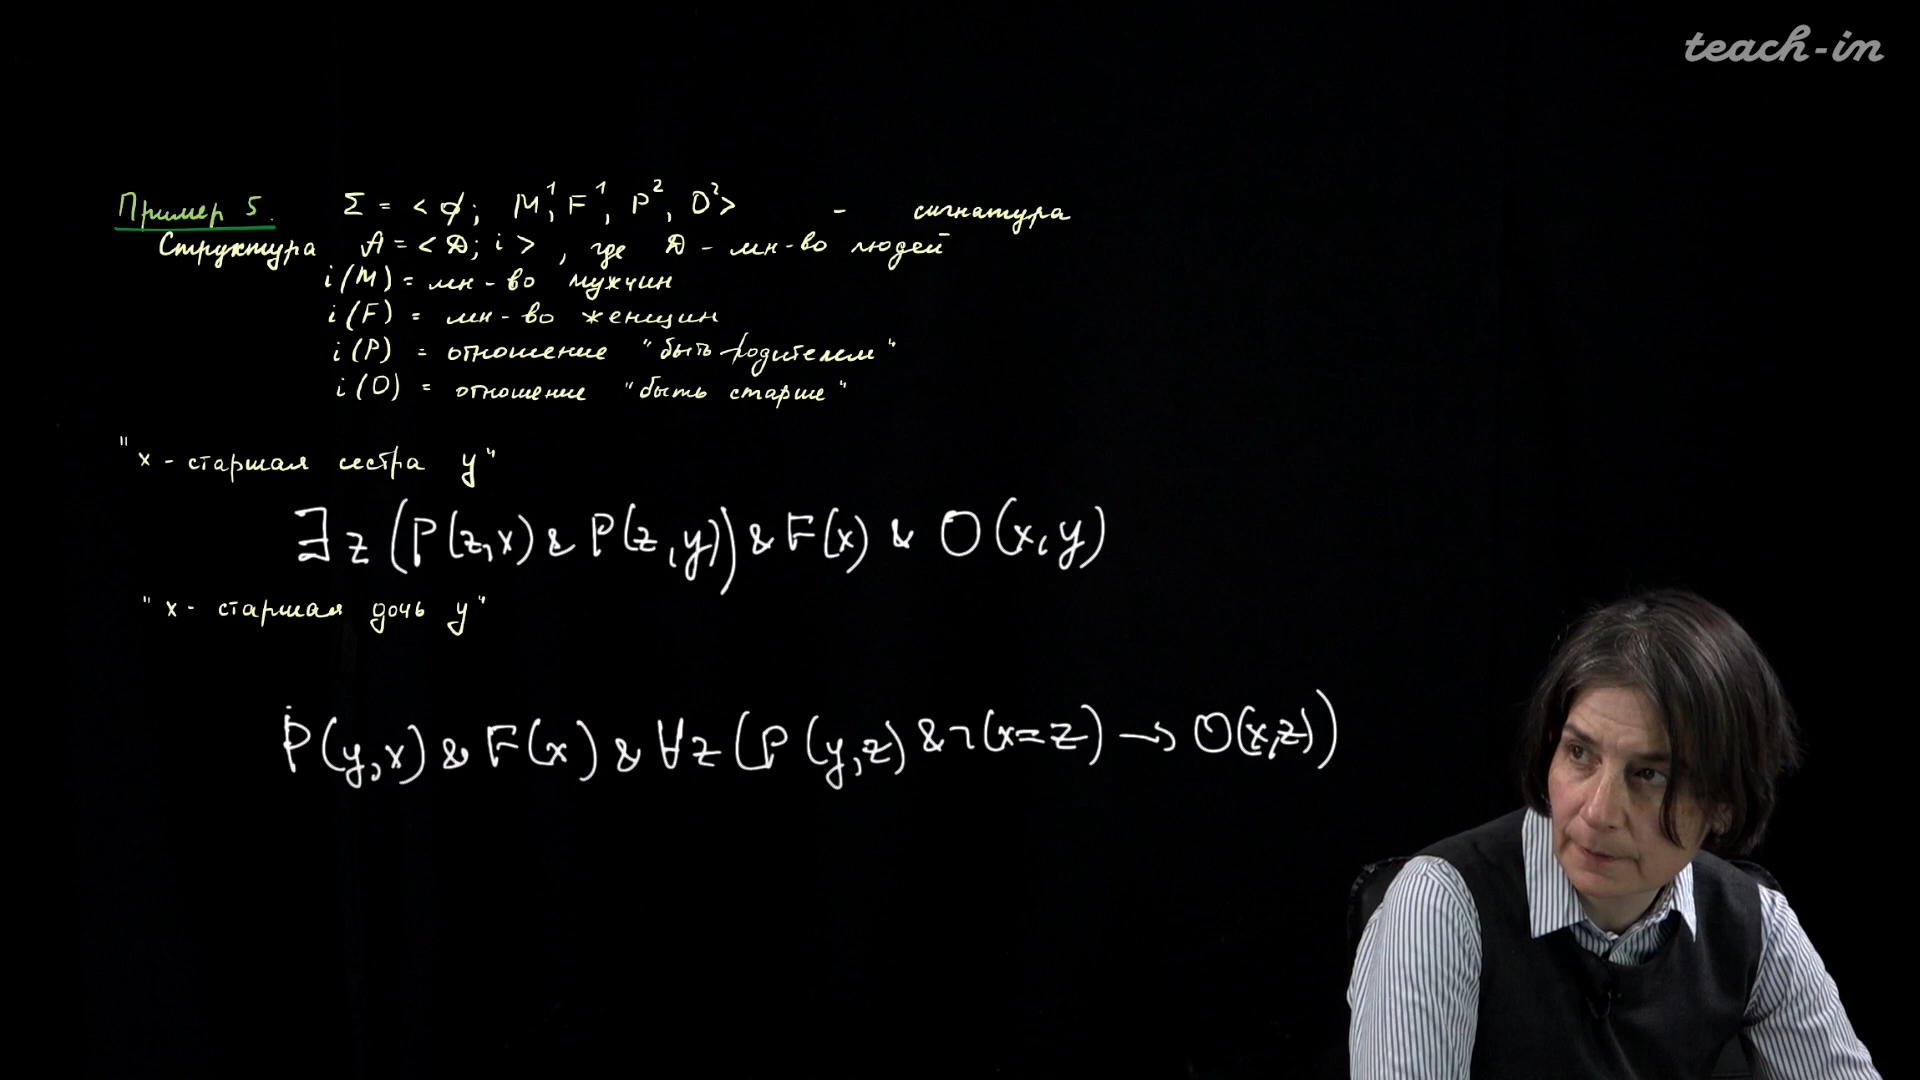 teach-in
Пример 5. Σ = < ∅; M¹, F¹, P², O² > - сигнатура
Структура A = < D; i >, где D - мн-во людей
i(M) = мн-во мужчин
i(F) = мн-во женщин
i(P) = отношение "быть родителем"
i(O) = отношение "быть старше"
"x - старшая сестра y"
∃z (P(z,x) & P(z,y)) & F(x) & O(x,y)
"x - старшая дочь y"
P(y,x) & F(x) & ∀z (P(y,z) & ¬(x=z) → O(x,z))